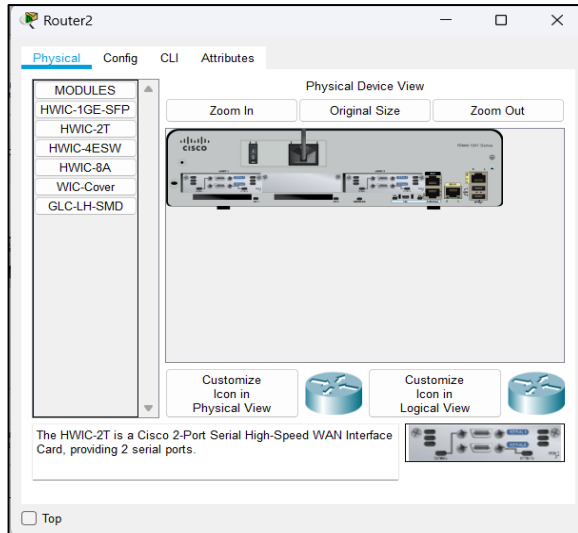 Router2
Physical Config CLI Attributes
MODULES
HWIC-1GE-SFP
HWIC-2T
HWIC-4ESW
HWIC-8A
WIC-Cover
GLC-LH-SMD
Physical Device View
Zoom In Original Size Zoom Out
CISCO
Customize
Icon in
Physical View
Customize
Icon in
Logical View
The HWIC-2T is a Cisco 2-Port Serial High-Speed WAN Interface
Card, providing 2 serial ports.
Top